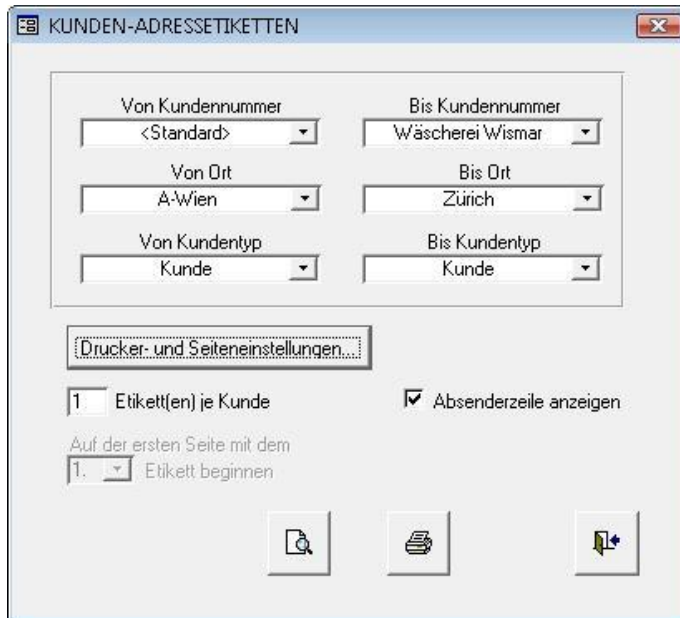 KUNDEN-ADRESSETIKETTEN
Von Kundennummer
Bis Kundennummer
<Standard>
Wäscherei Wismar
Von Ort
Bis Ort
A-Wien
Zürich
Von Kundentyp
Bis Kundentyp
Kunde
Kunde
Drucker- und Seiteneinstellungen...
1 Etikett(en) je Kunde
Absenderzeile anzeigen
Auf der ersten Seite mit dem
1. Etikett beginnen